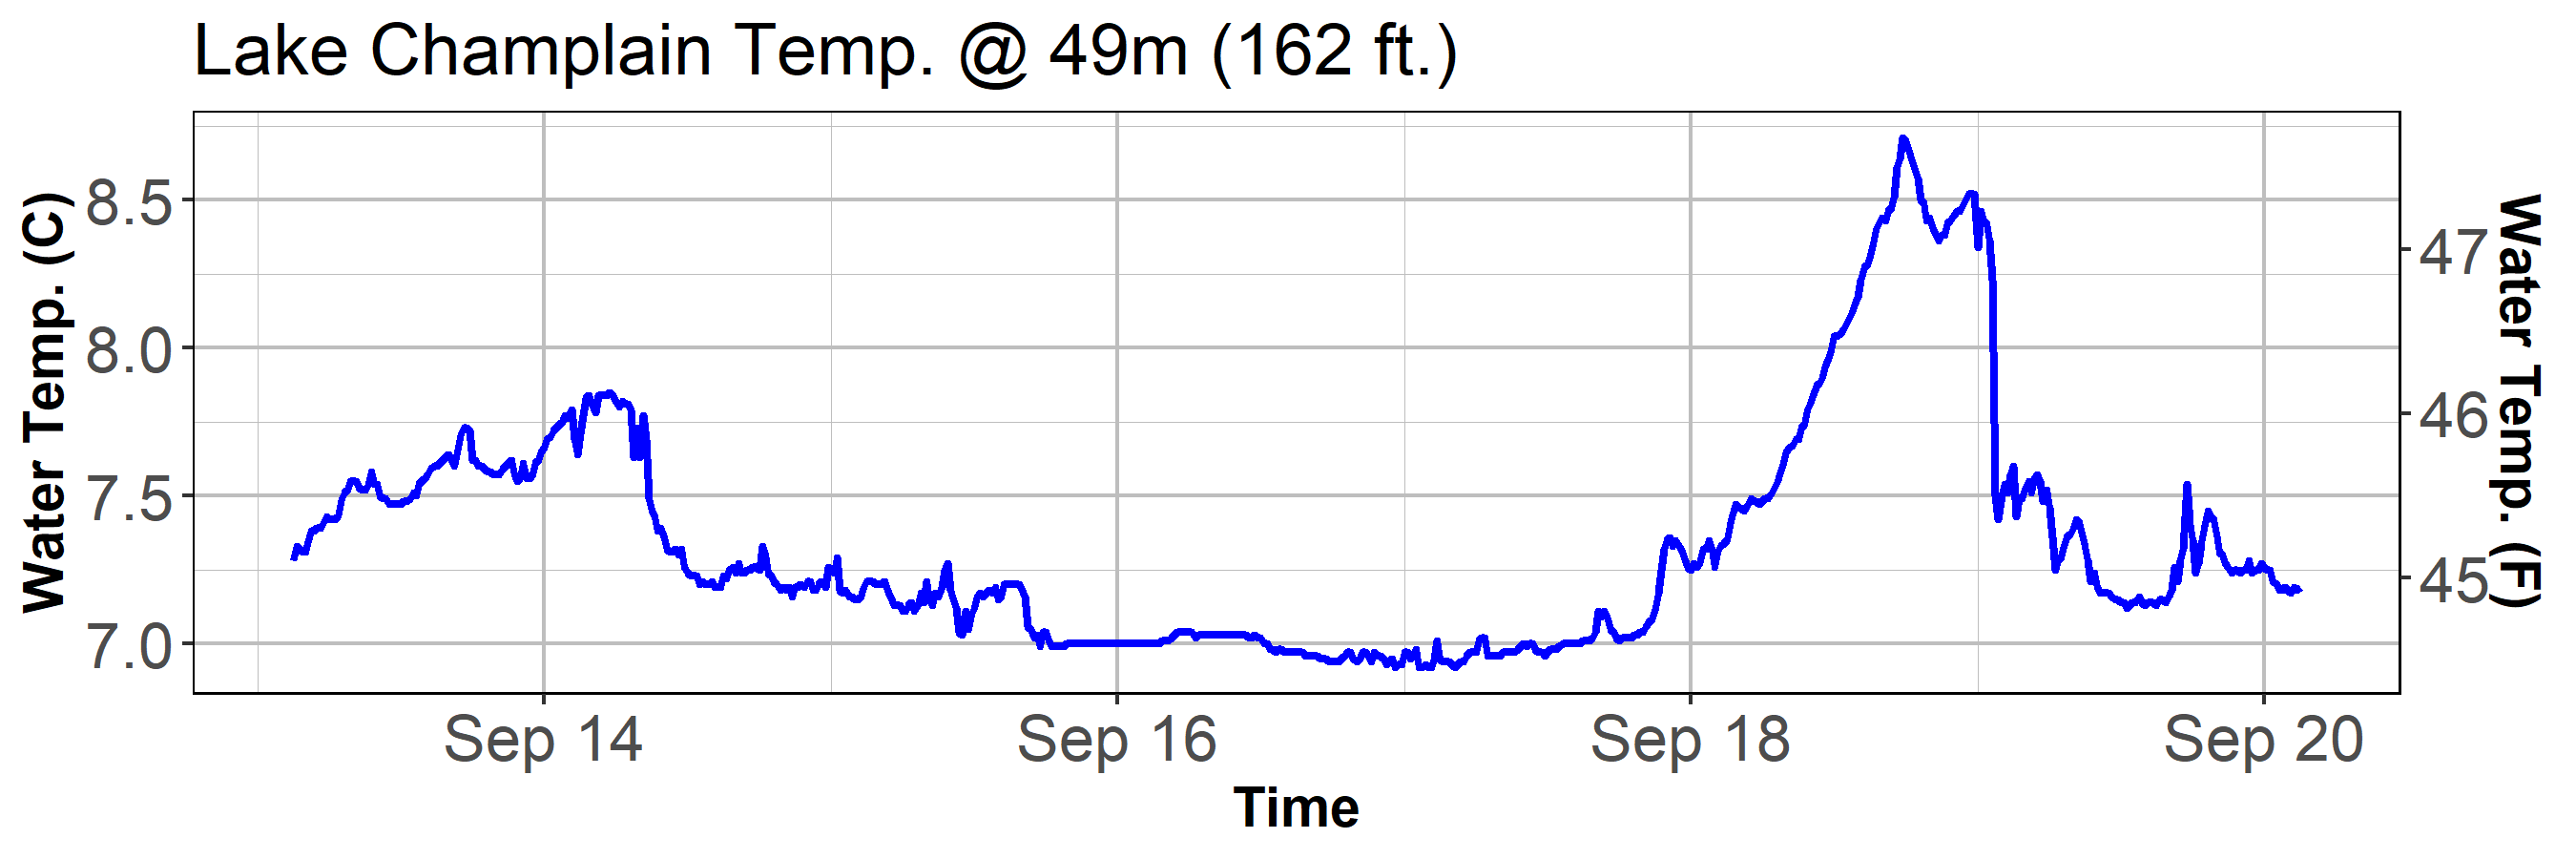 Lake Champlain Temp. @ 49m (162 ft.)
Water Temp. (C)
8.5
8.0
7.5
7.0
47
46
45
Water Temp. (F)
Sep 14
Sep 16
Sep 18
Sep 20
Time